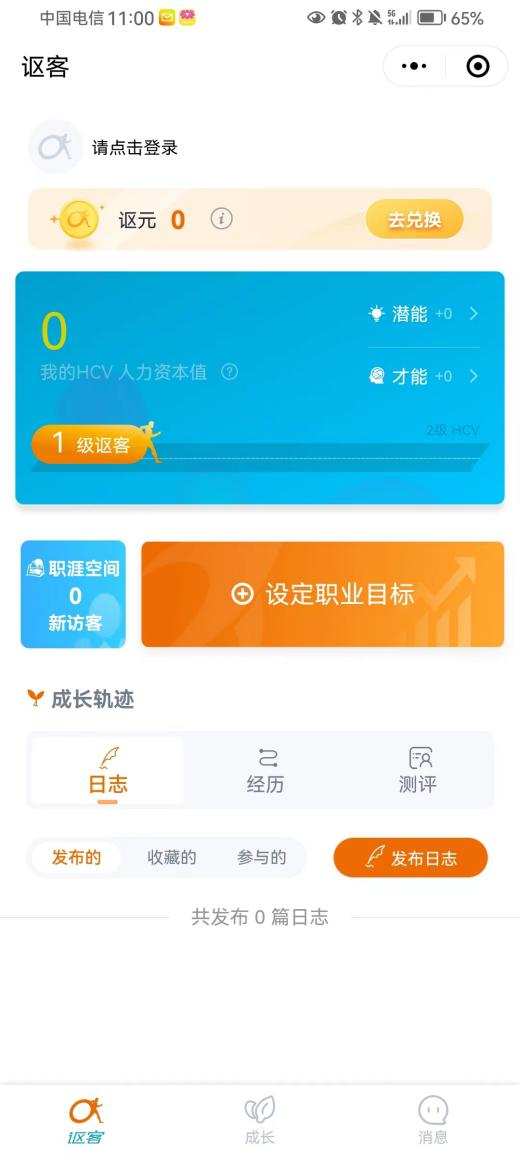 中国电信 11:00 5G 65%
讴客
请点击登录
讴元 0 去兑换
0
潜能 +0
我的HCV 人力资本值
才能 +0
2级 HCV
1 级讴客
职涯空间
0
新访客
设定职业目标
成长轨迹
日志 经历 测评
发布的 收藏的 参与的 发布日志
共发布 0 篇日志
讴客 成长 消息